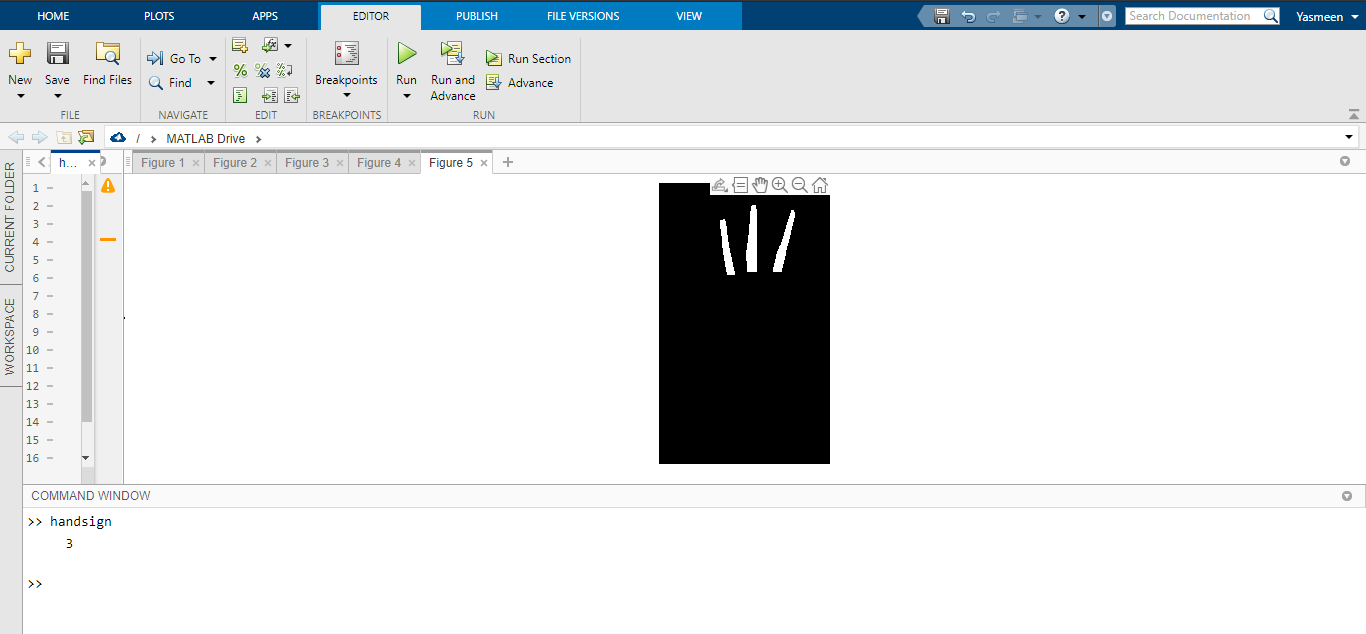 HOME PLOTS APPS EDITOR PUBLISH FILE VERSIONS VIEW Search Documentation Yasmeen
New Save Find Files Go To Find Breakpoints Run Run and Advance Run Section Advance
FILE NAVIGATE EDIT BREAKPOINTS RUN
/ MATLAB Drive
CURRENT FOLDER
WORKSPACE
h... Figure 1 Figure 2 Figure 3 Figure 4 Figure 5
1
2
3
4
5
6
7
8
9
10
11
12
13
14
15
16
COMMAND WINDOW
>> handsign
3
>>